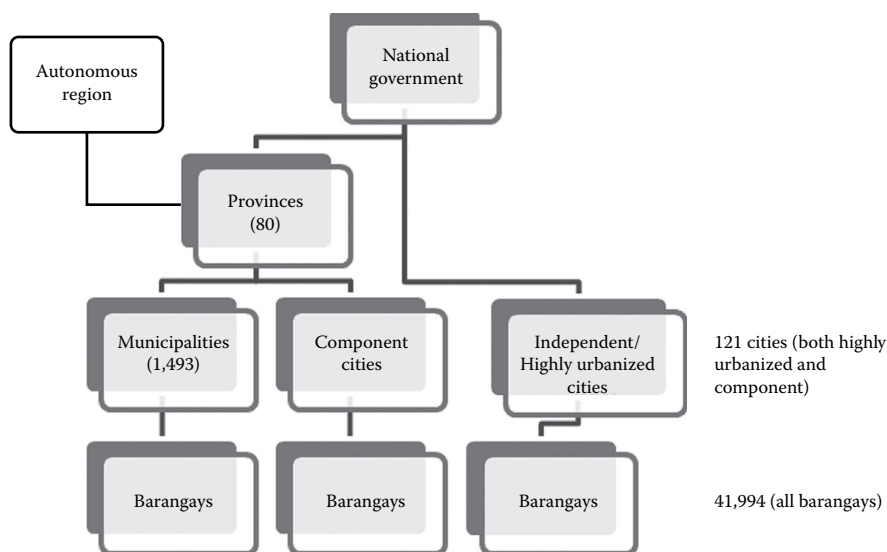 National
government
Autonomous
region
Provinces
(80)
Municipalities
(1,493)
Component
cities
Independent/
Highly urbanized
cities
121 cities (both highly
urbanized and
component)
Barangays
Barangays
Barangays
41,994 (all barangays)